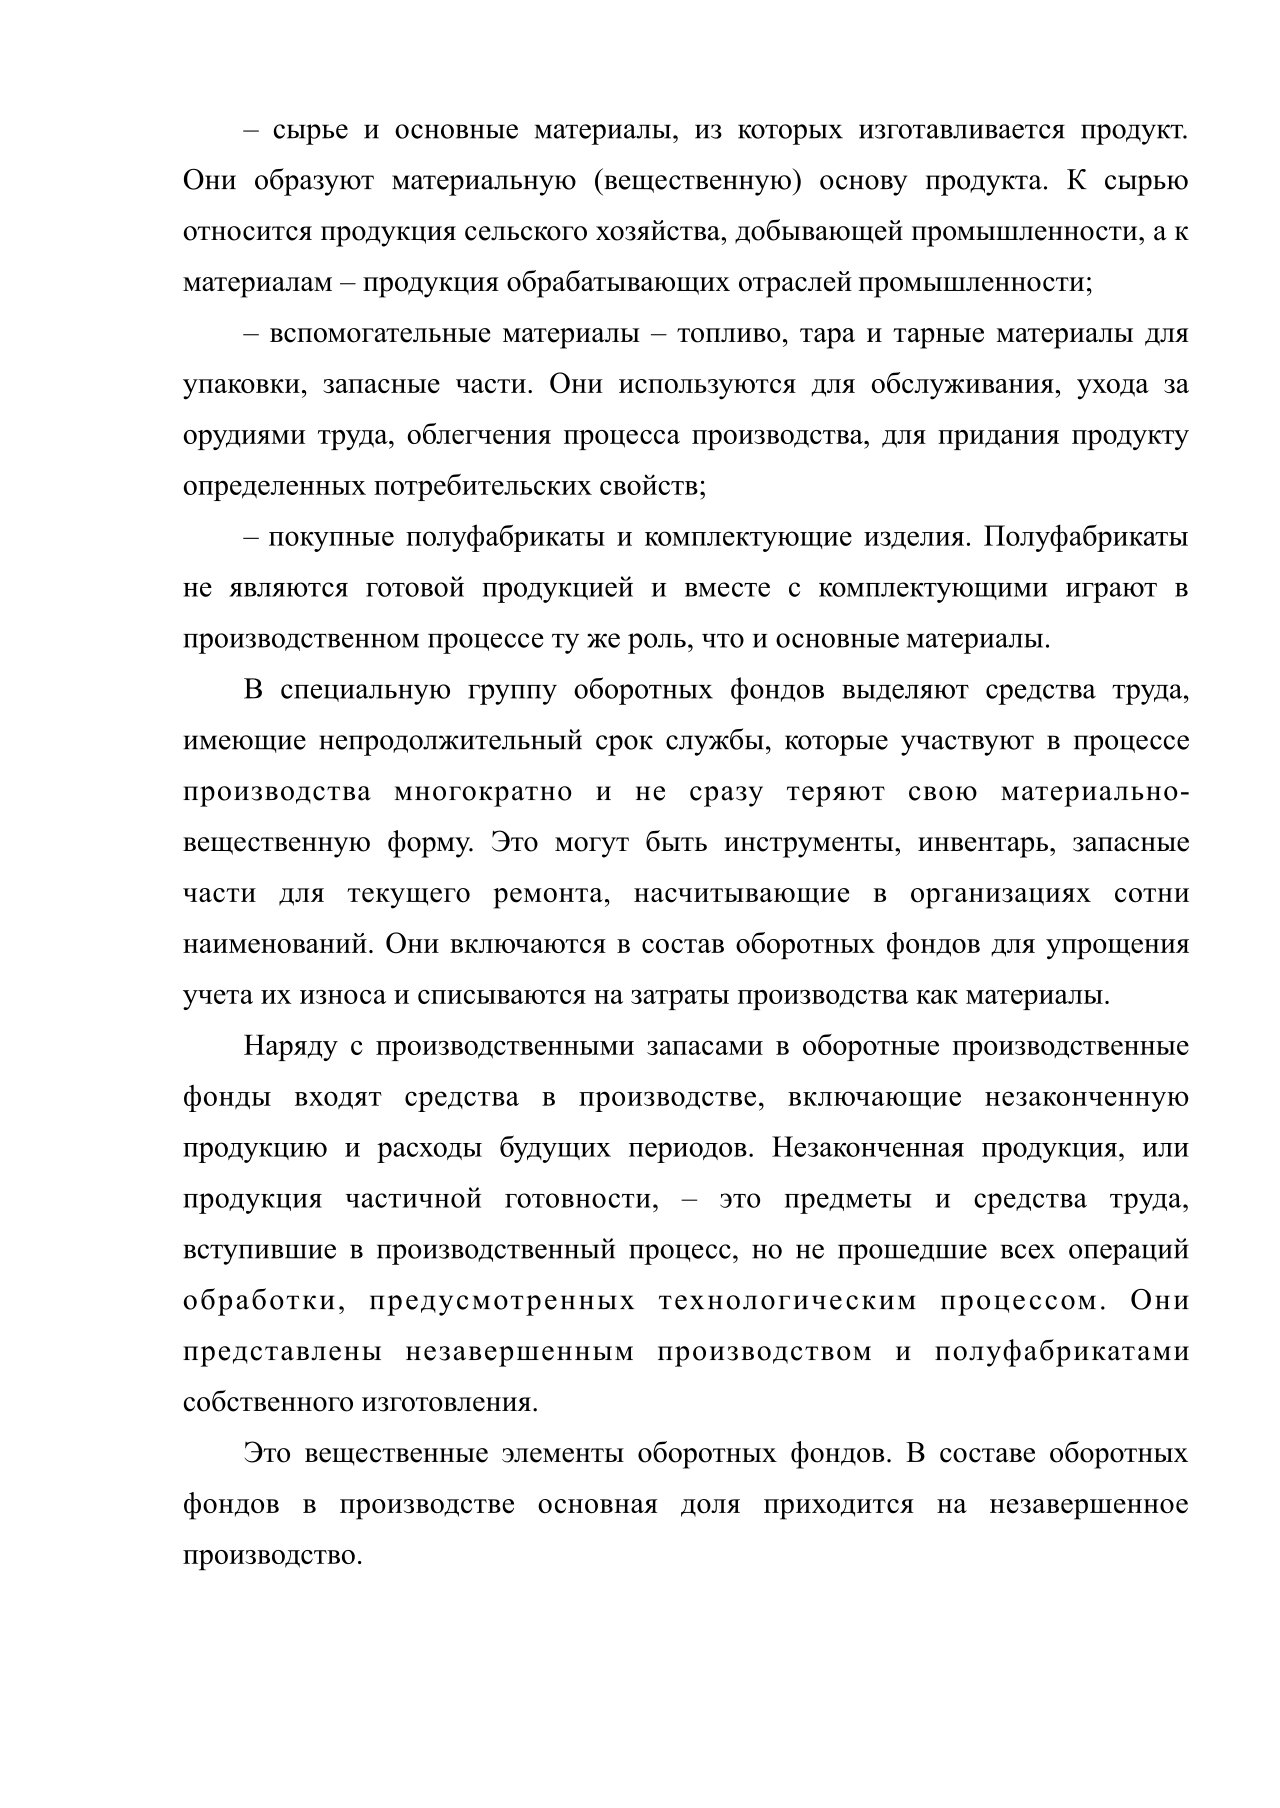 – сырье и основные материалы, из которых изготавливается продукт.
Они образуют материальную (вещественную) основу продукта. К сырью
относится продукция сельского хозяйства, добывающей промышленности, а к
материалам – продукция обрабатывающих отраслей промышленности;
– вспомогательные материалы – топливо, тара и тарные материалы для
упаковки, запасные части. Они используются для обслуживания, ухода за
орудиями труда, облегчения процесса производства, для придания продукту
определенных потребительских свойств;
– покупные полуфабрикаты и комплектующие изделия. Полуфабрикаты
не являются готовой продукцией и вместе с комплектующими играют в
производственном процессе ту же роль, что и основные материалы.
В специальную группу оборотных фондов выделяют средства труда,
имеющие непродолжительный срок службы, которые участвуют в процессе
производства многократно и не сразу теряют свою материально-
вещественную форму. Это могут быть инструменты, инвентарь, запасные
части для текущего ремонта, насчитывающие в организациях сотни
наименований. Они включаются в состав оборотных фондов для упрощения
учета их износа и списываются на затраты производства как материалы.
Наряду с производственными запасами в оборотные производственные
фонды входят средства в производстве, включающие незаконченную
продукцию и расходы будущих периодов. Незаконченная продукция, или
продукция частичной готовности, – это предметы и средства труда,
вступившие в производственный процесс, но не прошедшие всех операций
обработки, предусмотренных технологическим процессом. Они
представлены незавершенным производством и полуфабрикатами
собственного изготовления.
Это вещественные элементы оборотных фондов. В составе оборотных
фондов в производстве основная доля приходится на незавершенное
производство.